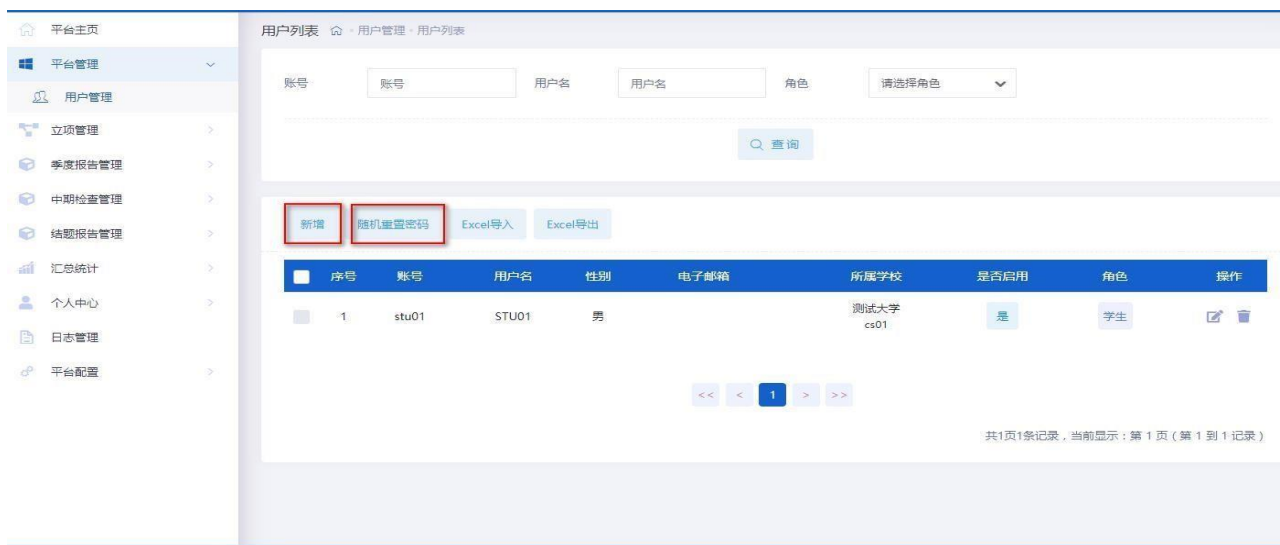 平台主页
平台管理
用户管理
立项管理
季度报告管理
中期检查管理
结题报告管理
汇总统计
个人中心
日志管理
平台配置
用户列表 用户管理 - 用户列表
账号 账号 用户名 用户名 角色 请选择角色
查询
新增 随机重置密码 Excel导入 Excel导出
序号 账号 用户名 性别 电子邮箱 所属学校 是否启用 角色 操作
1 stu01 STU01 男 测试大学 是 学生
cs01
<< < 1 > >>
共1页1条记录，当前显示：第 1 页（第 1 到 1 记录）